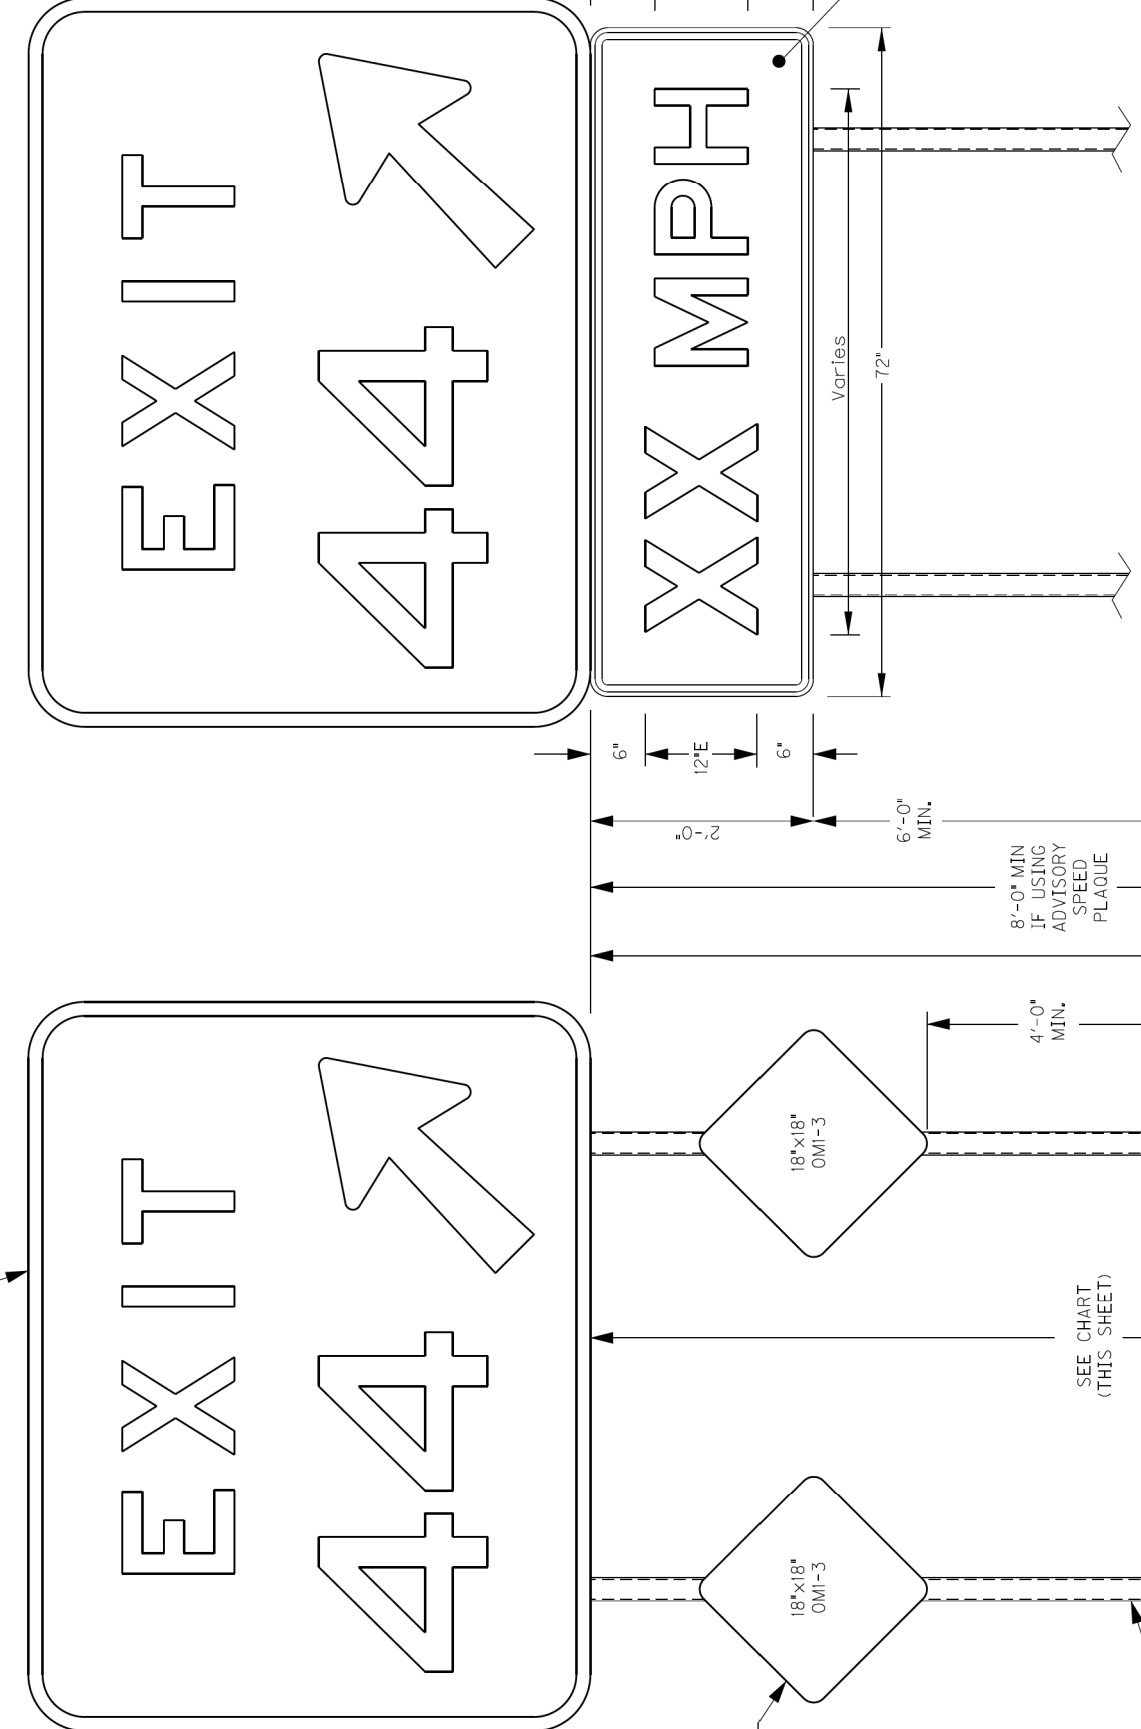 EXIT
44
18"x18"
OM1-3
18"x18"
OM1-3
SEE CHART
(THIS SHEET)
4'-0"
MIN.
8'-0" MIN
IF USING
ADVISORY
SPEED
PLAQUE
6'-0"
MIN.
2'-0"
6"
12"E
6"
EXIT
44
XX MPH
Varies
72"